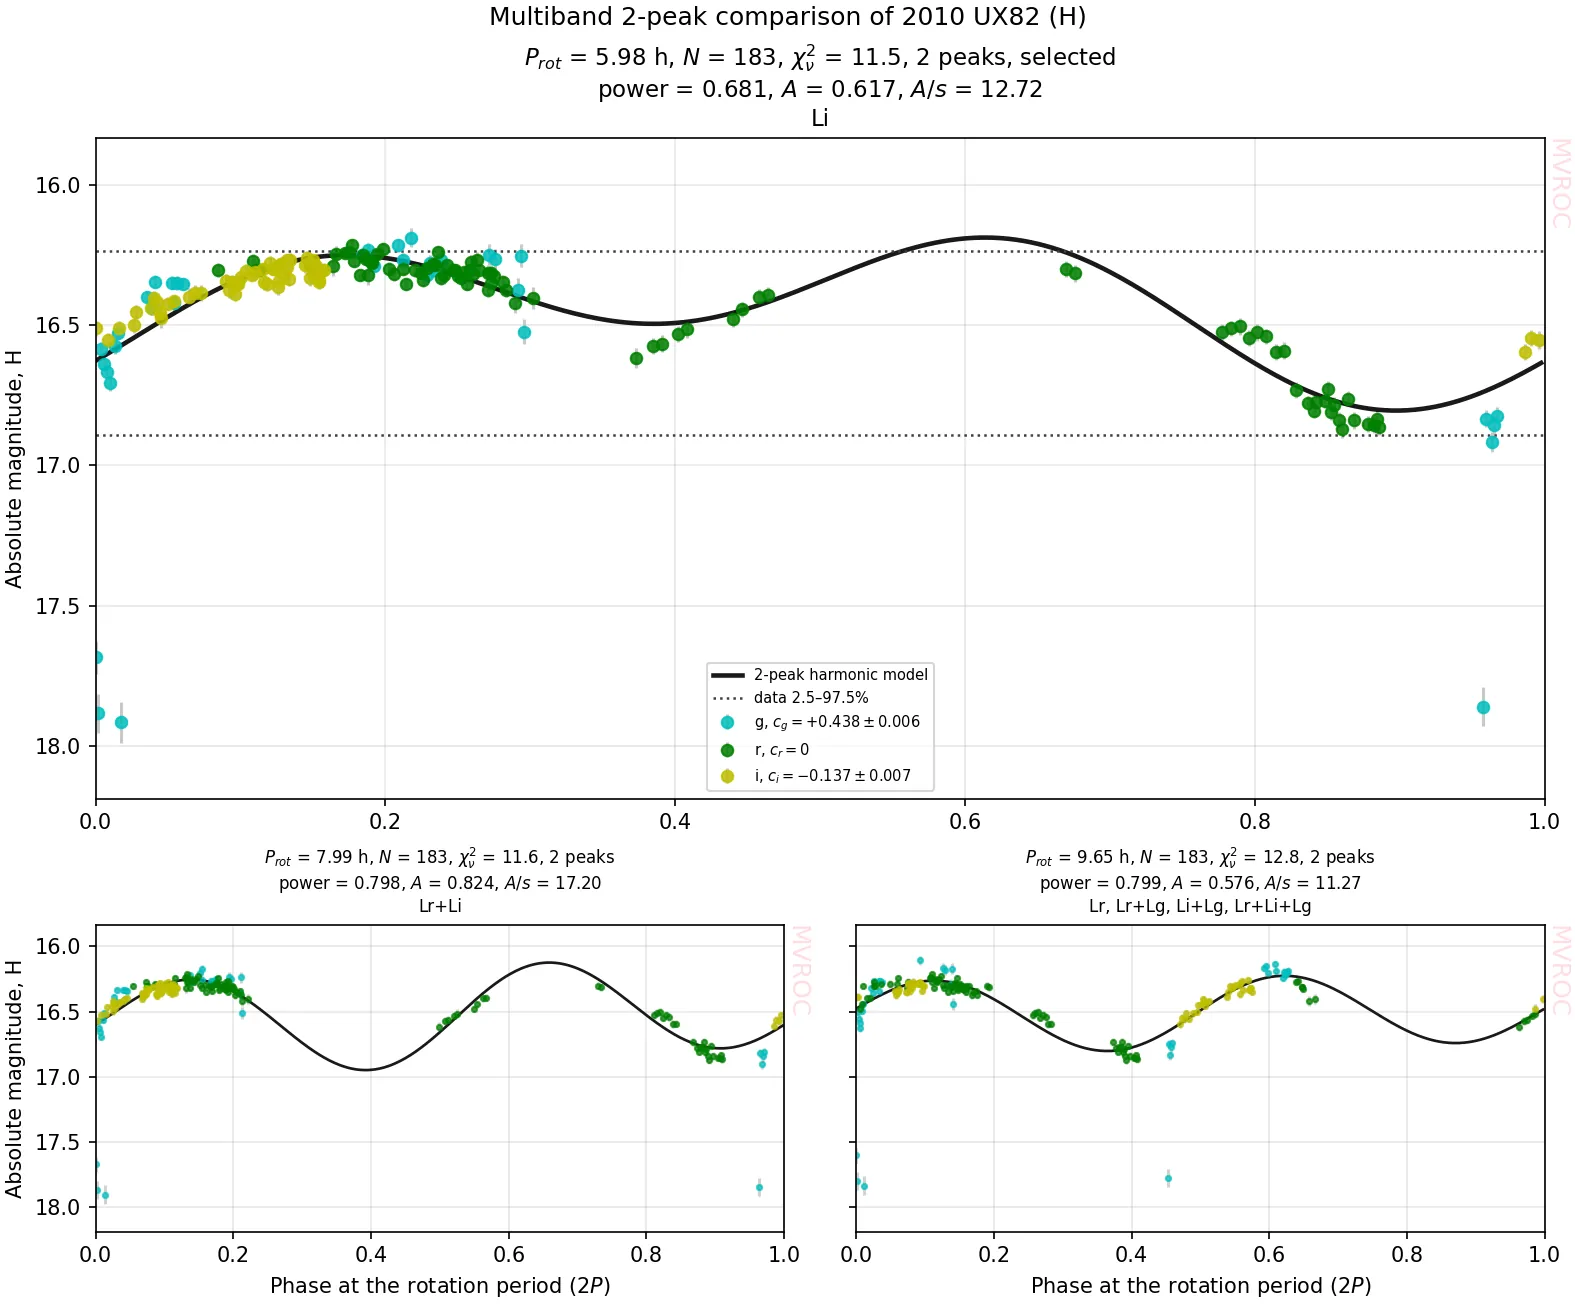 Multiband 2-peak comparison of 2010 UX82 (H)
P_rot = 5.98 h, N = 183, χ²_ν = 11.5, 2 peaks, selected
power = 0.681, A = 0.617, A/s = 12.72
Li
MVROC
Absolute magnitude, H
16.0
16.5
17.0
17.5
18.0
2-peak harmonic model
data 2.5–97.5%
g, c_g = +0.438 ± 0.006
r, c_r = 0
i, c_i = −0.137 ± 0.007
0.0 0.2 0.4 0.6 0.8 1.0
P_rot = 7.99 h, N = 183, χ²_ν = 11.6, 2 peaks
power = 0.798, A = 0.824, A/s = 17.20
Lr+Li
MVROC
Absolute magnitude, H
16.0
16.5
17.0
17.5
18.0
0.0 0.2 0.4 0.6 0.8 1.0
Phase at the rotation period (2P)
P_rot = 9.65 h, N = 183, χ²_ν = 12.8, 2 peaks
power = 0.799, A = 0.576, A/s = 11.27
Lr, Lr+Lg, Li+Lg, Lr+Li+Lg
MVROC
0.0 0.2 0.4 0.6 0.8 1.0
Phase at the rotation period (2P)